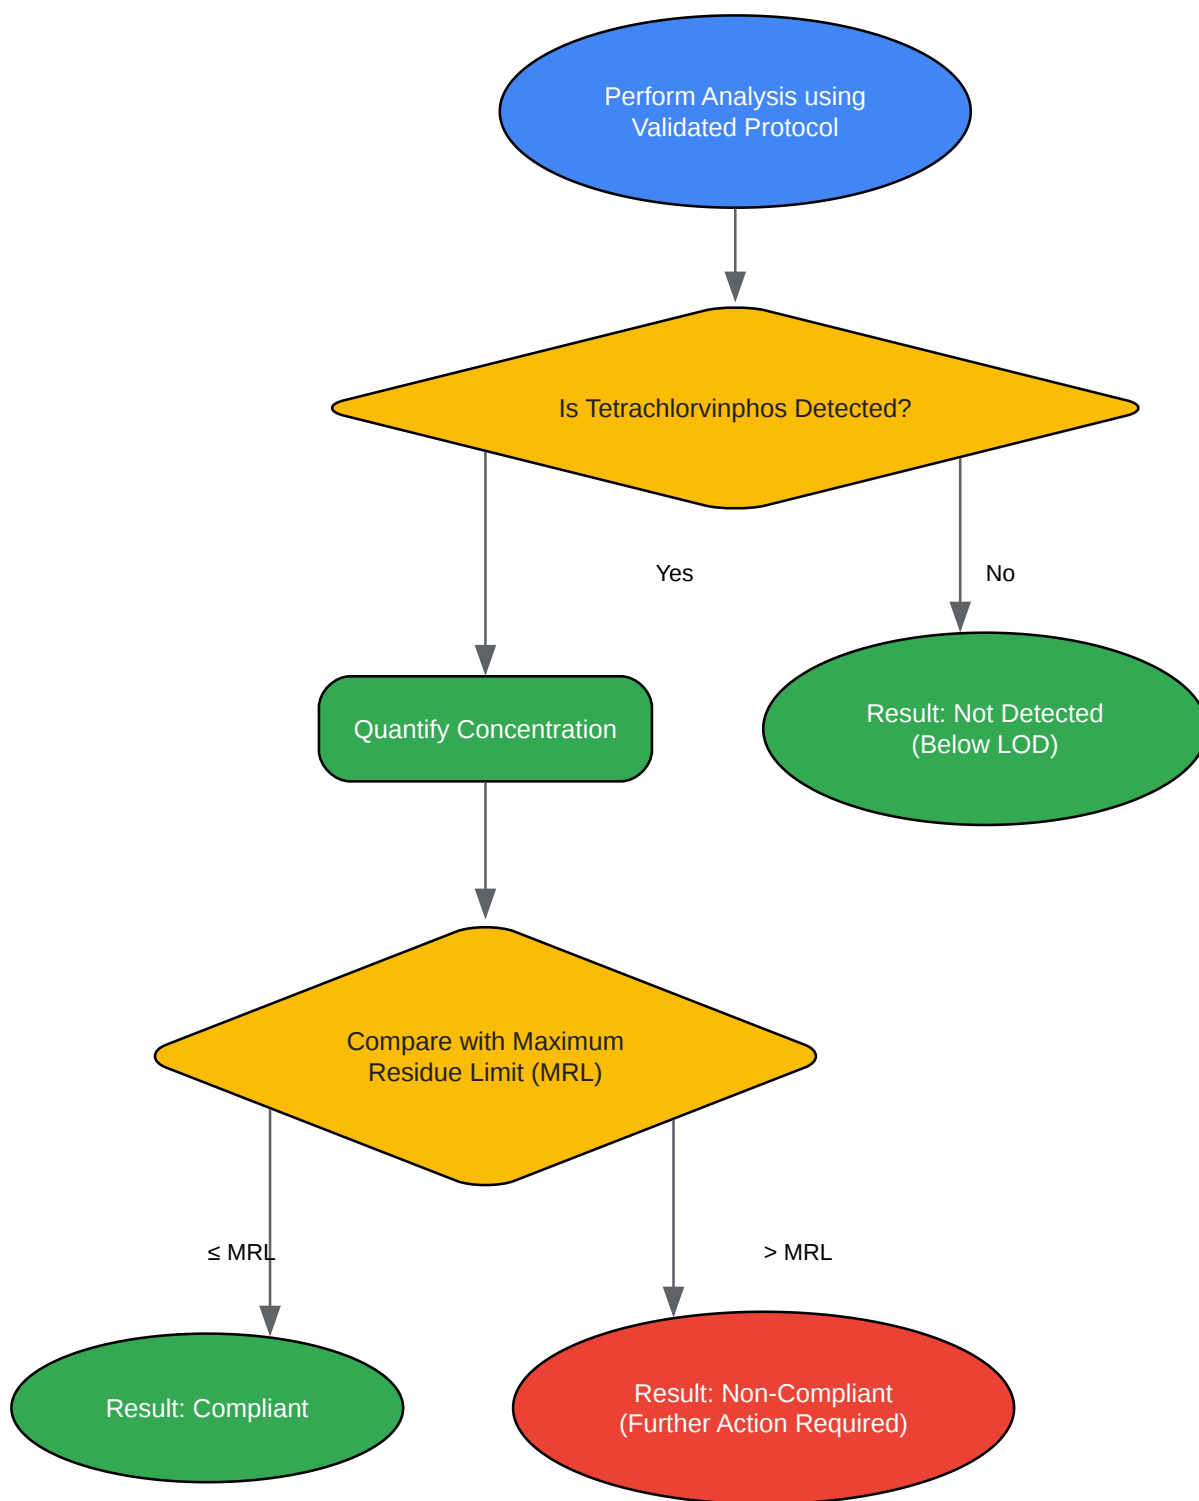 Perform Analysis using
Validated Protocol
Is Tetrachlorvinphos Detected?
Yes
No
Quantify Concentration
Result: Not Detected
(Below LOD)
Compare with Maximum
Residue Limit (MRL)
≤ MRL
> MRL
Result: Compliant
Result: Non-Compliant
(Further Action Required)